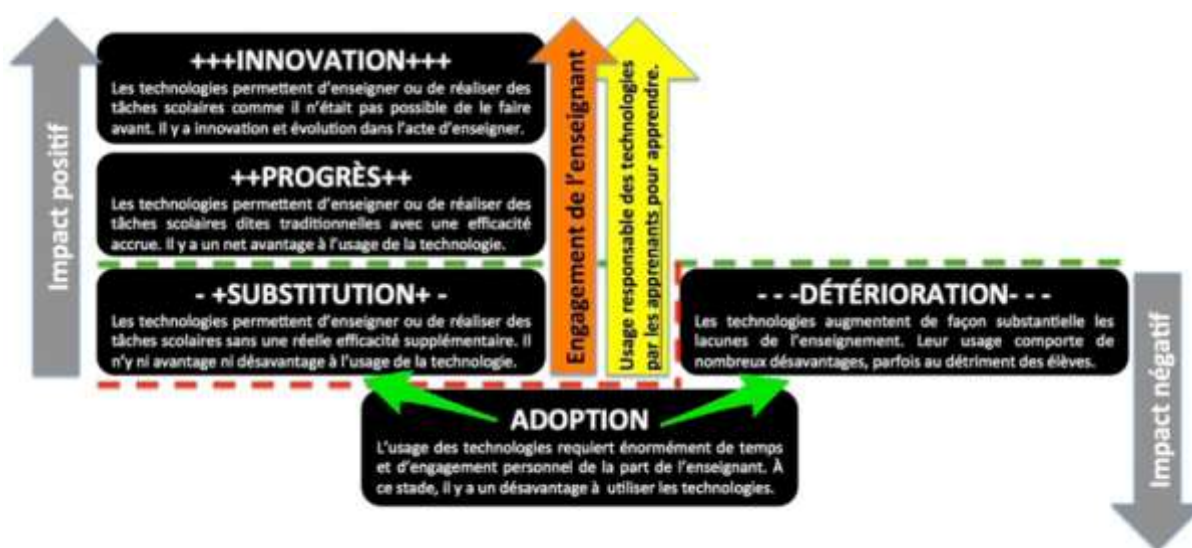 Impact positif
+++INNOVATION+++
Les technologies permettent d'enseigner ou de réaliser des
tâches scolaires comme il n'était pas possible de le faire
avant. Il y a innovation et évolution dans l'acte d'enseigner.
++PROGRÈS++
Les technologies permettent d'enseigner ou de réaliser des
tâches scolaires dites traditionnelles avec une efficacité
accrue. Il y a un net avantage à l'usage de la technologie.
- +SUBSTITUTION+ -
Les technologies permettent d'enseigner ou de réaliser des
tâches scolaires sans une réelle efficacité supplémentaire. Il
n'y ni avantage ni désavantage à l'usage de la technologie.
Engagement de l'enseignant
Usage responsable des technologies
par les apprenants pour apprendre.
- - -DÉTÉRIORATION- - -
Les technologies augmentent de façon substantielle les
lacunes de l'enseignement. Leur usage comporte de
nombreux désavantages, parfois au détriment des élèves.
Impact négatif
ADOPTION
L'usage des technologies requiert énormément de temps
et d'engagement personnel de la part de l'enseignant. À
ce stade, il y a un désavantage à utiliser les technologies.